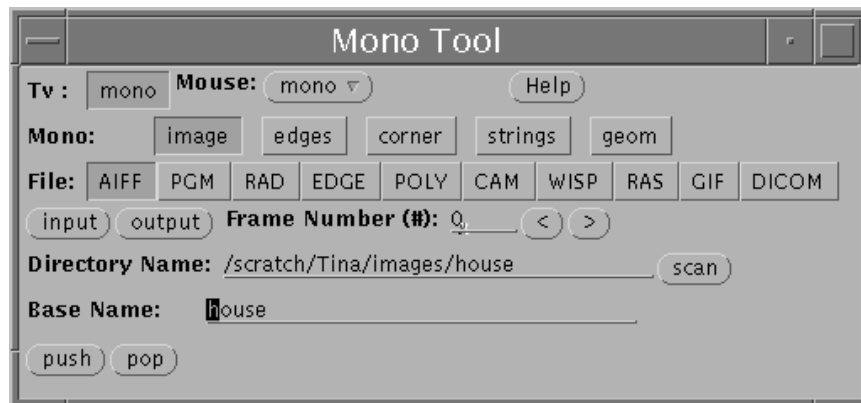 Mono Tool
Tv : mono Mouse: mono Help
Mono: image edges corner strings geom
File: AIFF PGM RAD EDGE POLY CAM WISP RAS GIF DICOM
input output Frame Number (#): 0 < >
Directory Name: /scratch/Tina/images/house scan
Base Name: house
push pop